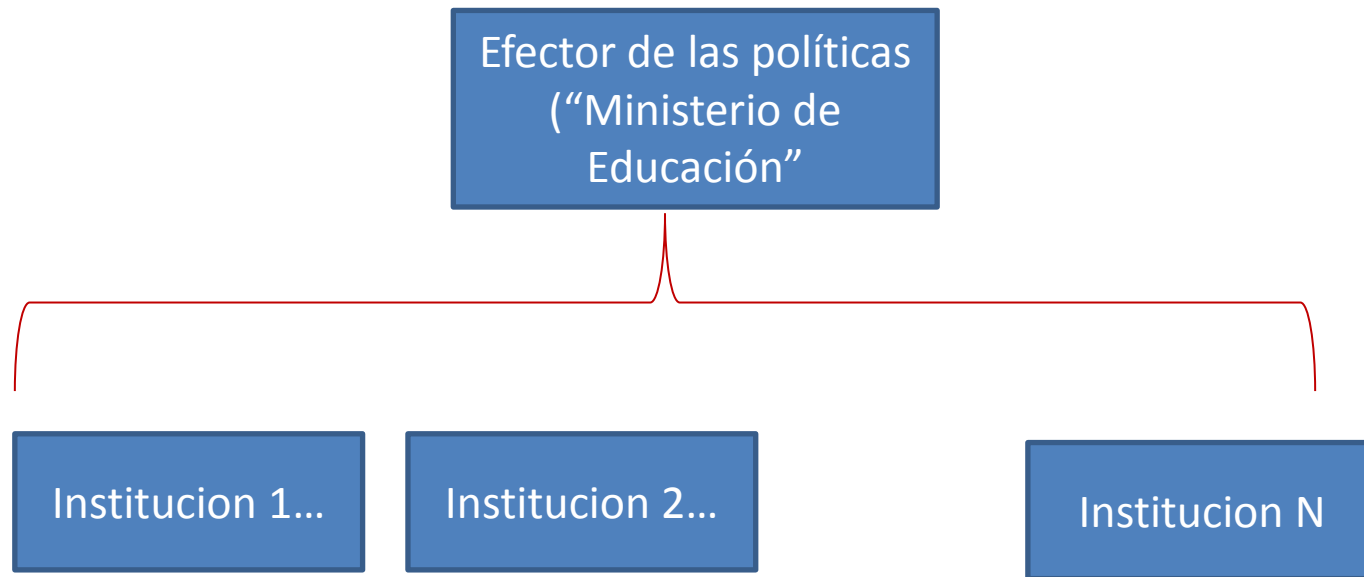 Efector de las políticas
(“Ministerio de
Educación”
Institucion 1…
Institucion 2…
Institucion N